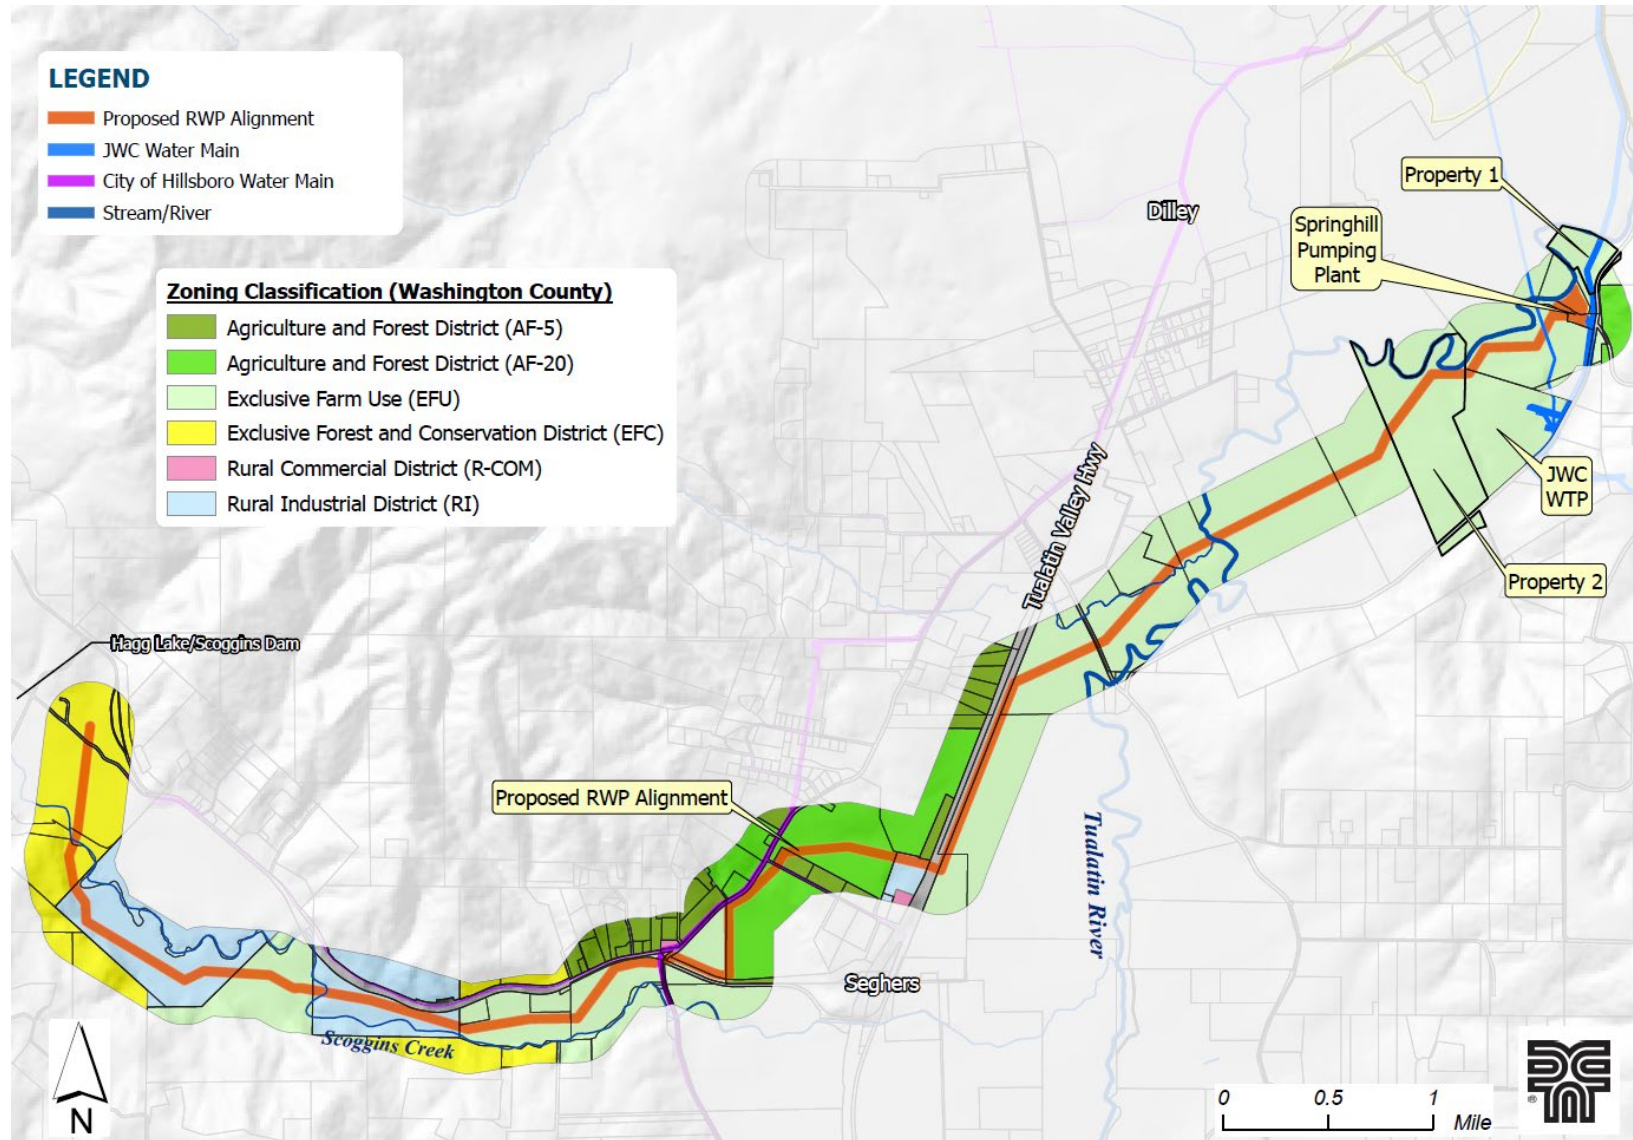 LEGEND
Proposed RWP Alignment
JWC Water Main
City of Hillsboro Water Main
Stream/River
Zoning Classification (Washington County)
Agriculture and Forest District (AF-5)
Agriculture and Forest District (AF-20)
Exclusive Farm Use (EFU)
Exclusive Forest and Conservation District (EFC)
Rural Commercial District (R-COM)
Rural Industrial District (RI)
Property 1
Springhill
Pumping
Plant
Dilley
JWC
WTP
Property 2
Tualatin Valley Hwy
Hagg Lake/Scoggins Dam
Proposed RWP Alignment
Tualatin River
Seghers
Scoggins Creek
N
0 0.5 1
Mile
®